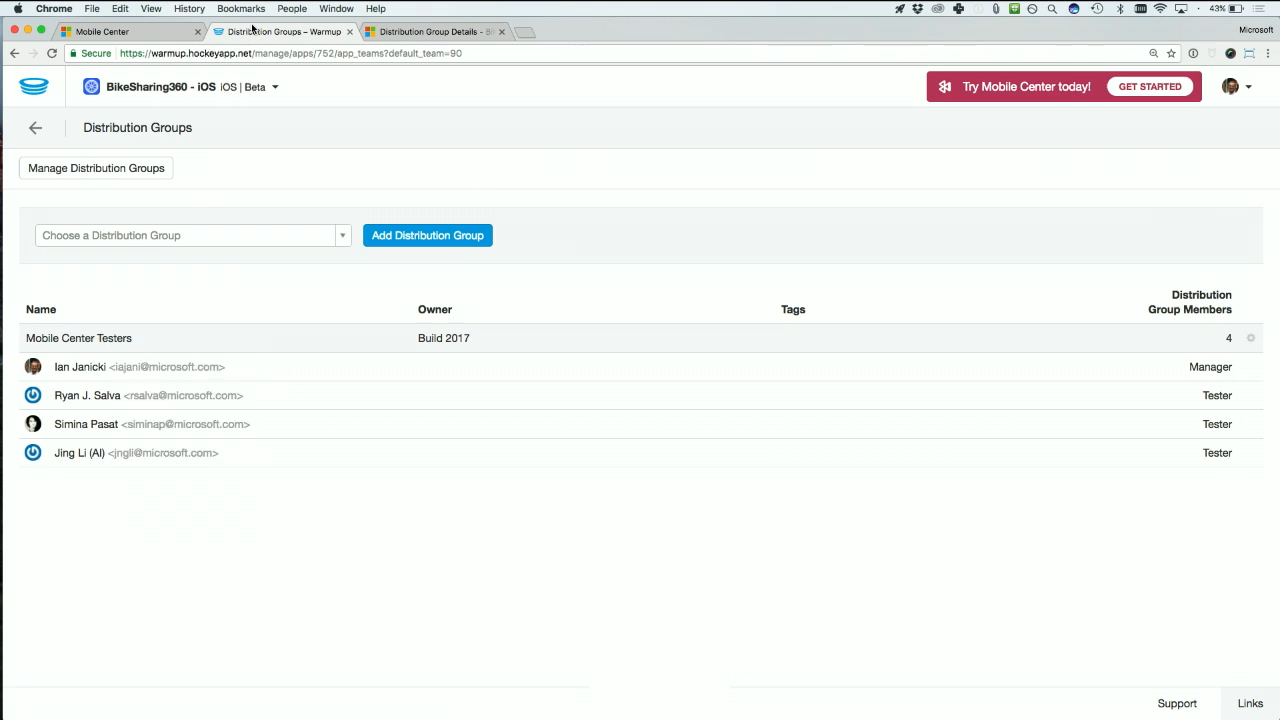 Chrome File Edit View History Bookmarks People Window Help 43%
Mobile Center Distribution Groups – Warmup Distribution Group Details - Microsoft
Secure https://warmup.hockeyapp.net/manage/apps/752/app_teams?default_team=90
BikeSharing360 - iOS iOS | Beta Try Mobile Center today! GET STARTED
Distribution Groups
Manage Distribution Groups
Choose a Distribution Group Add Distribution Group
Name Owner Tags Distribution
Group Members
Mobile Center Testers Build 2017 4
Ian Janicki <iajani@microsoft.com> Manager
Ryan J. Salva <rsalva@microsoft.com> Tester
Simina Pasat <siminap@microsoft.com> Tester
Jing Li (AI) <jngli@microsoft.com> Tester
Support Links